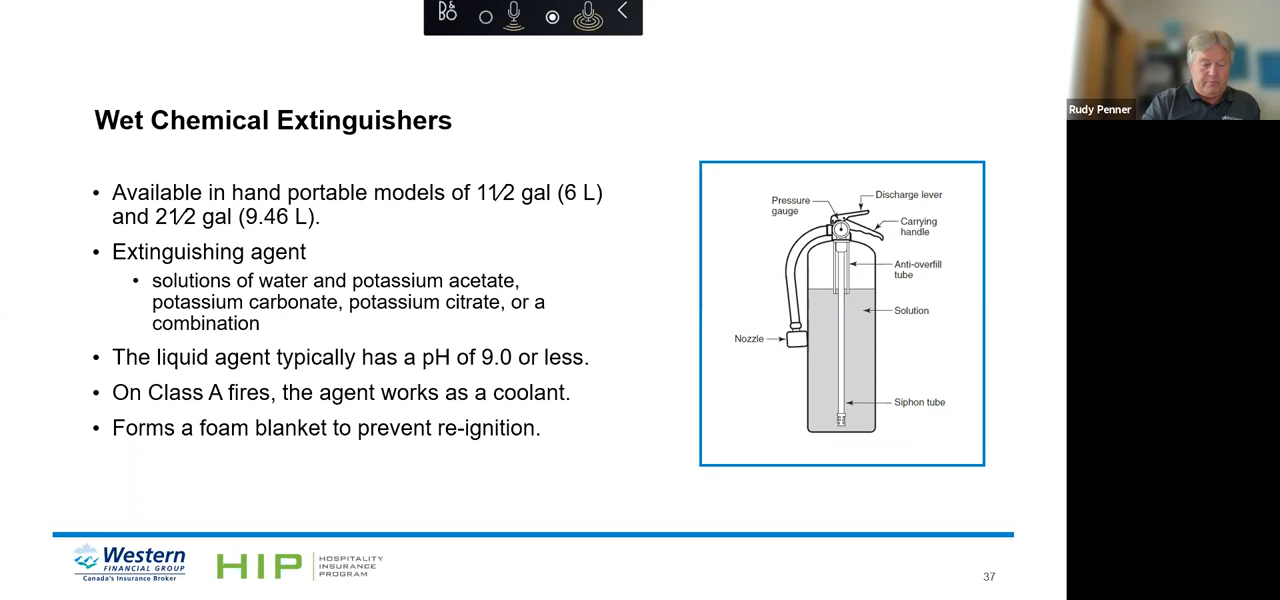 B&O
Rudy Penner
Wet Chemical Extinguishers
• Available in hand portable models of 11⁄2 gal (6 L)
and 21⁄2 gal (9.46 L).
• Extinguishing agent
• solutions of water and potassium acetate,
potassium carbonate, potassium citrate, or a
combination
• The liquid agent typically has a pH of 9.0 or less.
• On Class A fires, the agent works as a coolant.
• Forms a foam blanket to prevent re-ignition.
Pressure
gauge
Discharge lever
Carrying
handle
Anti-overfill
tube
Solution
Nozzle
Siphon tube
Western
FINANCIAL GROUP
Canada's Insurance Broker
HIP
HOSPITALITY
INSURANCE
PROGRAM
37